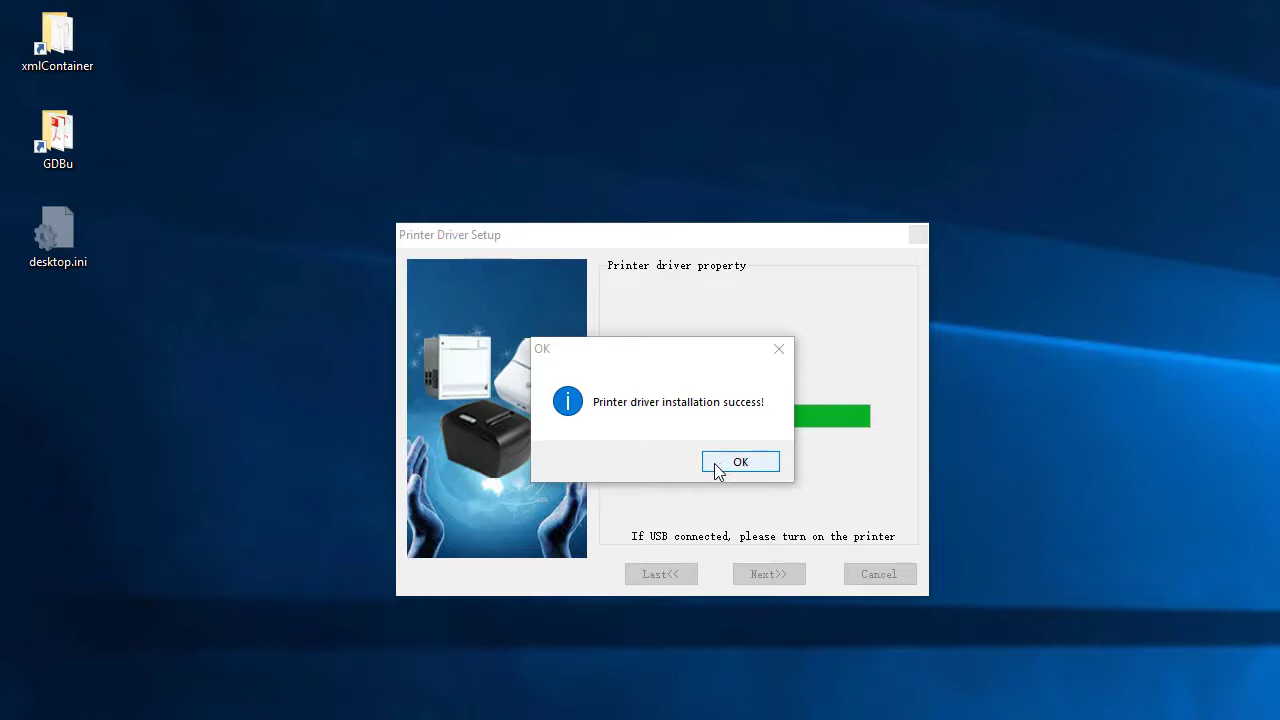 xmlContainer
GDBu
desktop.ini
Printer Driver Setup
Printer driver property
OK
Printer driver installation success!
OK
If USB connected, please turn on the printer
Last<<
Next>>
Cancel